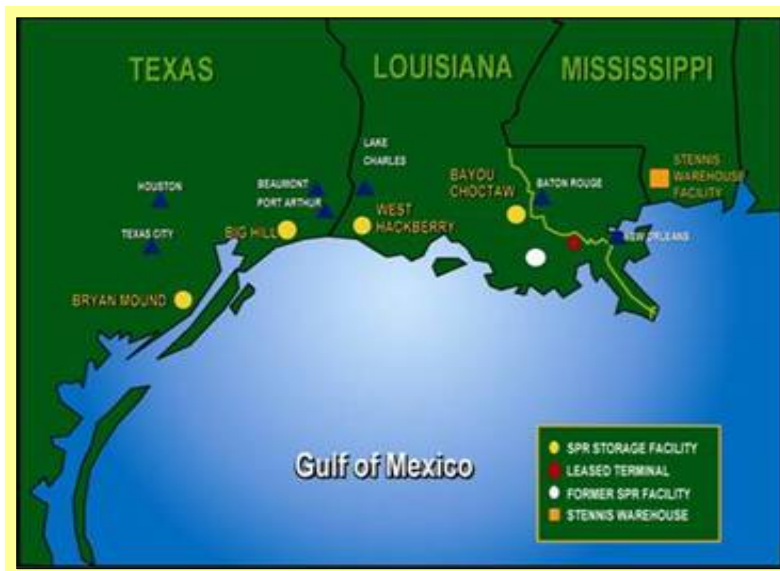 TEXAS
LOUISIANA
MISSISSIPPI
LAKE
CHARLES
STENNIS
WAREHOUSE
FACILITY
HOUSTON
BEAUMONT
PORT ARTHUR
BAYOU
CHOCTAW
BATON ROUGE
WEST
HACKBERRY
TEXAS CITY
BIG HILL
NEW ORLEANS
BRYAN MOUND
Gulf of Mexico
SPR STORAGE FACILITY
LEASED TERMINAL
FORMER SPR FACILITY
STENNIS WAREHOUSE